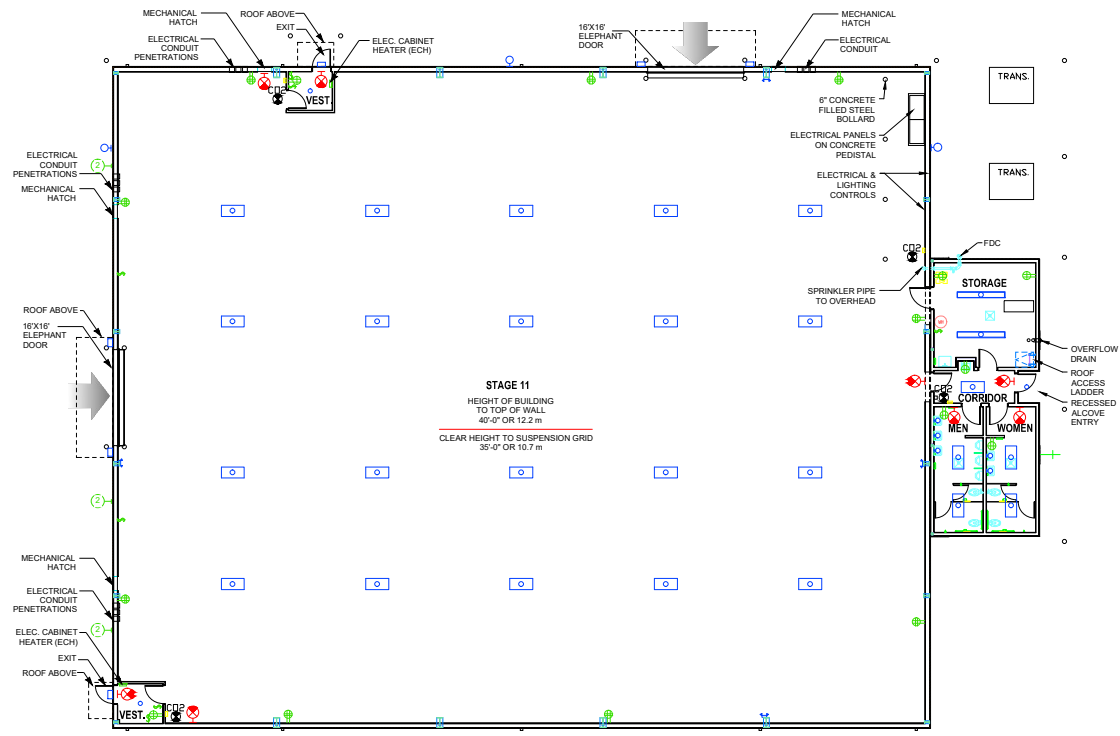 MECHANICAL
HATCH
ROOF ABOVE
EXIT
ELECTRICAL
CONDUIT
PENETRATIONS
ELEC. CABINET
HEATER (ECH)
16'X16'
ELEPHANT
DOOR
MECHANICAL
HATCH
ELECTRICAL
CONDUIT
CO2
VEST.
TRANS.
6" CONCRETE
FILLED STEEL
BOLLARD
ELECTRICAL PANELS
ON CONCRETE
PEDISTAL
ELECTRICAL
CONDUIT
PENETRATIONS
2
MECHANICAL
HATCH
ELECTRICAL &
LIGHTING
CONTROLS
TRANS.
CO2
FDC
SPRINKLER PIPE
TO OVERHEAD
STORAGE
ROOF ABOVE
16'X16'
ELEPHANT
DOOR
OVERFLOW
DRAIN
ROOF
ACCESS
LADDER
RECESSED
ALCOVE
ENTRY
STAGE 11
HEIGHT OF BUILDING
TO TOP OF WALL
40'-0" OR 12.2 m
CLEAR HEIGHT TO SUSPENSION GRID
35'-0" OR 10.7 m
CO2
CORRIDOR
MEN
WOMEN
2
MECHANICAL
HATCH
ELECTRICAL
CONDUIT
PENETRATIONS
2
ELEC. CABINET
HEATER (ECH)
EXIT
ROOF ABOVE
VEST.
CO2